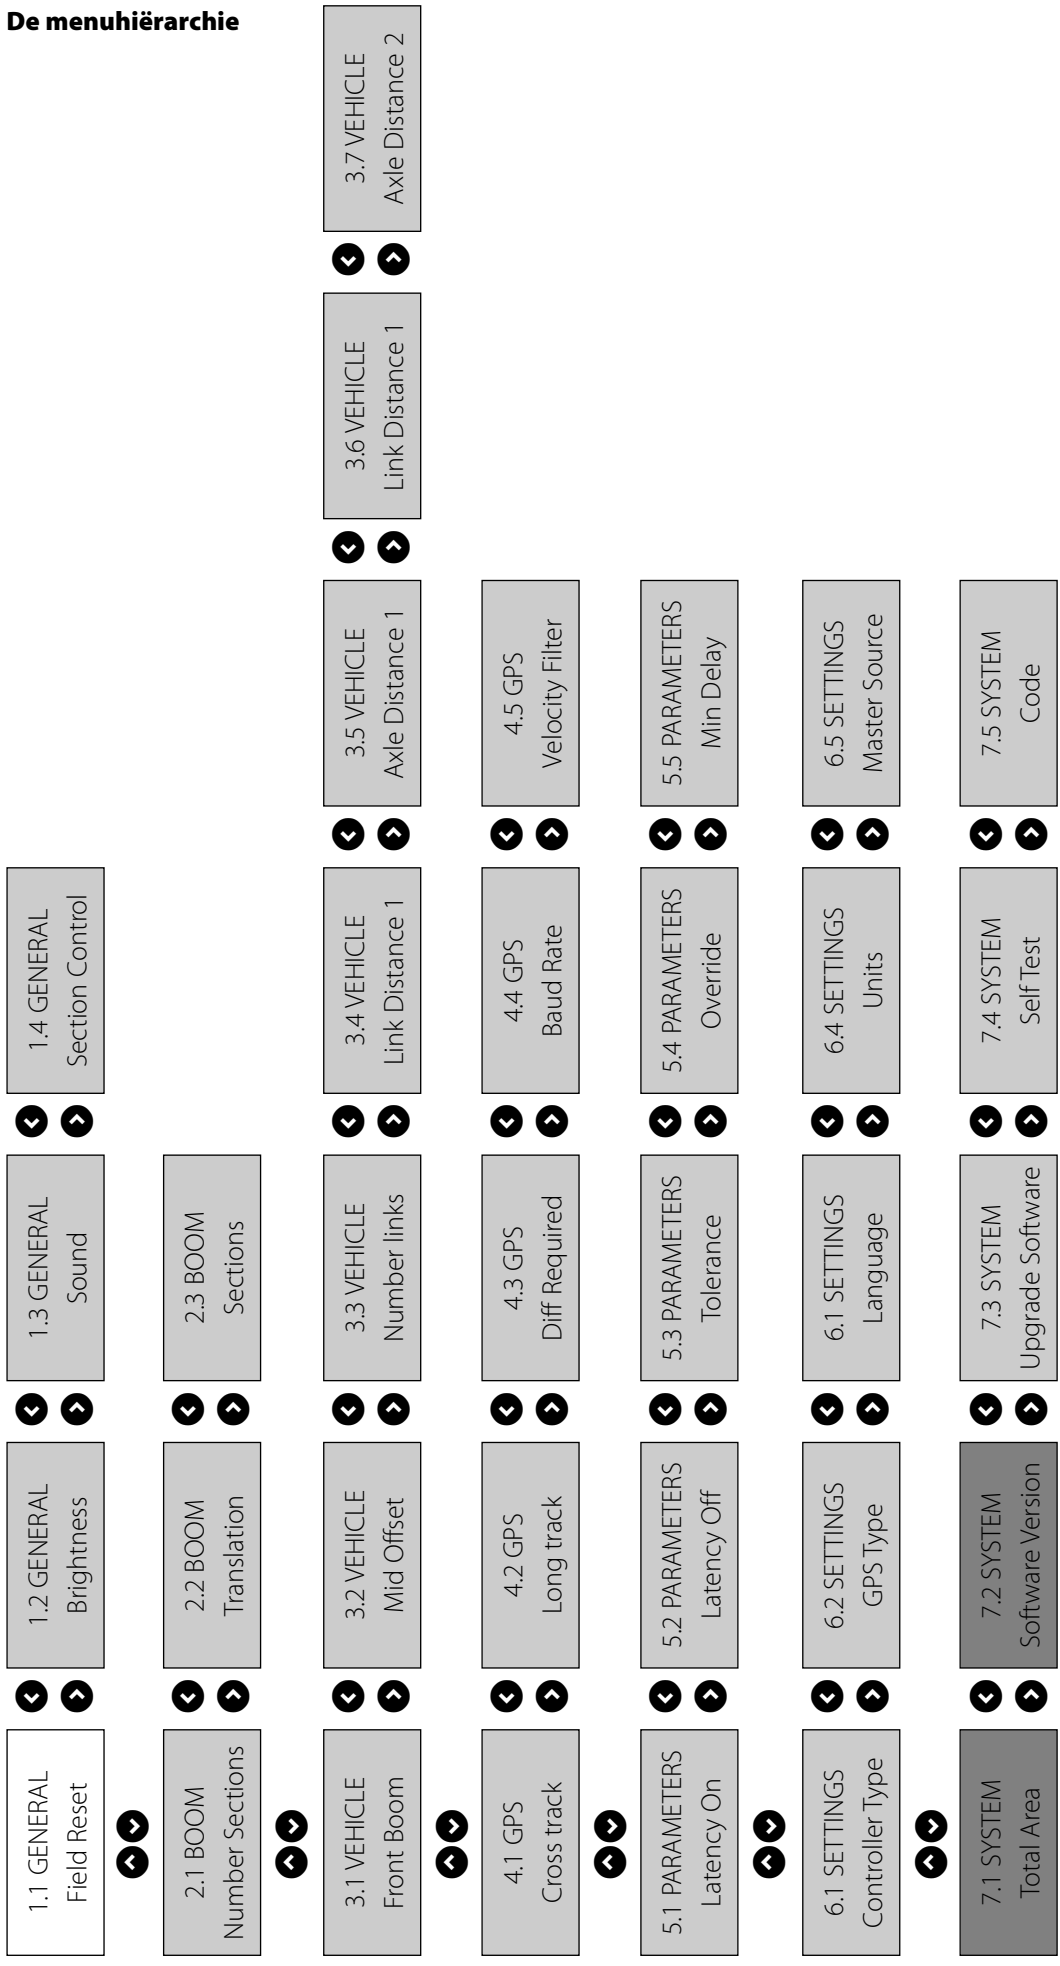 De menuhiërarchie
1.1 GENERAL
Field Reset
1.2 GENERAL
Brightness
1.3 GENERAL
Sound
1.4 GENERAL
Section Control
2.1 BOOM
Number Sections
2.2 BOOM
Translation
2.3 BOOM
Sections
3.1 VEHICLE
Front Boom
3.2 VEHICLE
Mid Offset
3.3 VEHICLE
Number links
3.4 VEHICLE
Link Distance 1
3.5 VEHICLE
Axle Distance 1
3.6 VEHICLE
Link Distance 1
3.7 VEHICLE
Axle Distance 2
4.1 GPS
Cross track
4.2 GPS
Long track
4.3 GPS
Diff Required
4.4 GPS
Baud Rate
4.5 GPS
Velocity Filter
5.1 PARAMETERS
Latency On
5.2 PARAMETERS
Latency Off
5.3 PARAMETERS
Tolerance
5.4 PARAMETERS
Override
5.5 PARAMETERS
Min Delay
6.1 SETTINGS
Controller Type
6.2 SETTINGS
GPS Type
6.1 SETTINGS
Language
6.4 SETTINGS
Units
6.5 SETTINGS
Master Source
7.1 SYSTEM
Total Area
7.2 SYSTEM
Software Version
7.3 SYSTEM
Upgrade Software
7.4 SYSTEM
Self Test
7.5 SYSTEM
Code